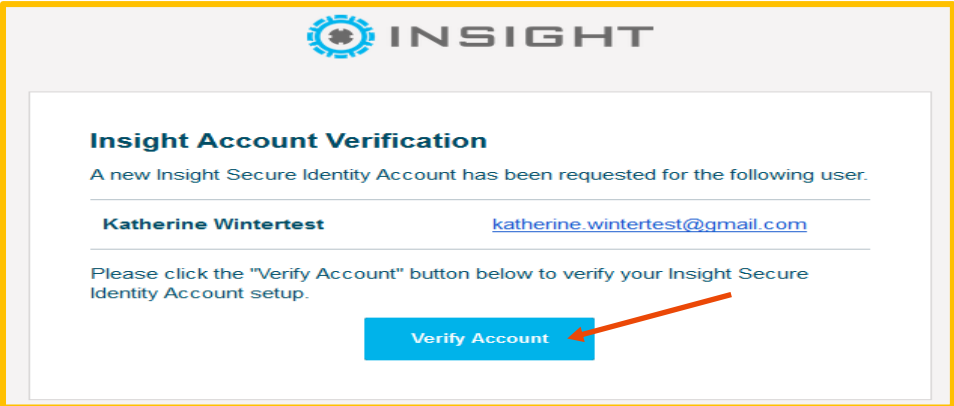 INSIGHT
Insight Account Verification
A new Insight Secure Identity Account has been requested for the following user.
Katherine Wintertest katherine.wintertest@gmail.com
Please click the "Verify Account" button below to verify your Insight Secure
Identity Account setup.
Verify Account